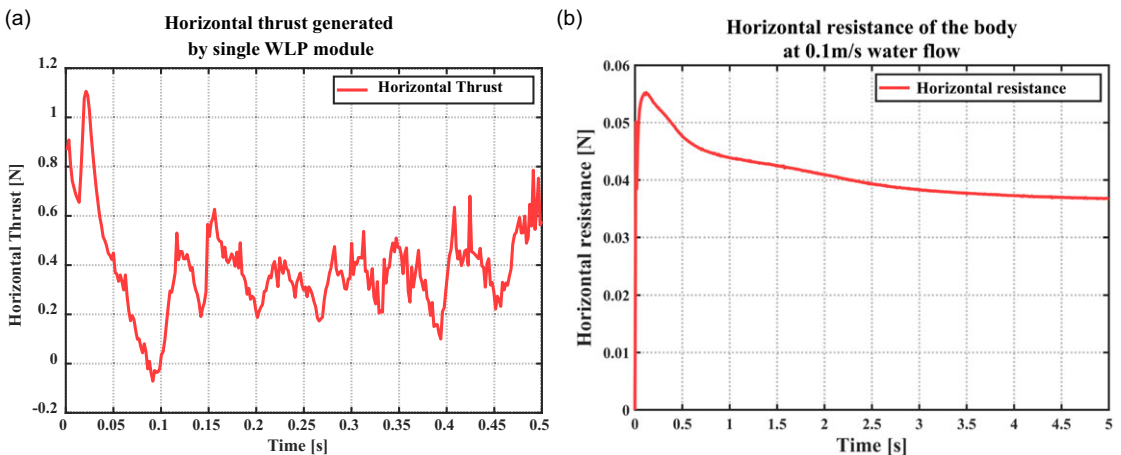 (a)
Horizontal thrust generated
by single WLP module
1.2
1
0.8
0.6
0.4
0.2
0
-0.2
Horizontal Thrust [N]
Horizontal Thrust
0 0.05 0.1 0.15 0.2 0.25 0.3 0.35 0.4 0.45 0.5
Time [s]
(b)
Horizontal resistance of the body
at 0.1m/s water flow
0.06
0.05
0.04
0.03
0.02
0.01
0
Horizontal resistance [N]
Horizontal resistance
0 0.5 1 1.5 2 2.5 3 3.5 4 4.5 5
Time [s]